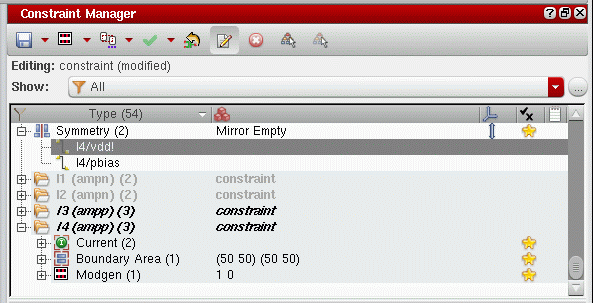 Constraint Manager
Editing: constraint (modified)
Show: All
Type (54)
Symmetry (2) Mirror Empty
I4/vdd!
I4/pbias
I1 (ampn) (2) constraint
I2 (ampn) (2) constraint
I3 (ampp) (3) constraint
I4 (ampp) (3) constraint
Current (2)
Boundary Area (1) (50 50) (50 50)
Modgen (1) 1 0